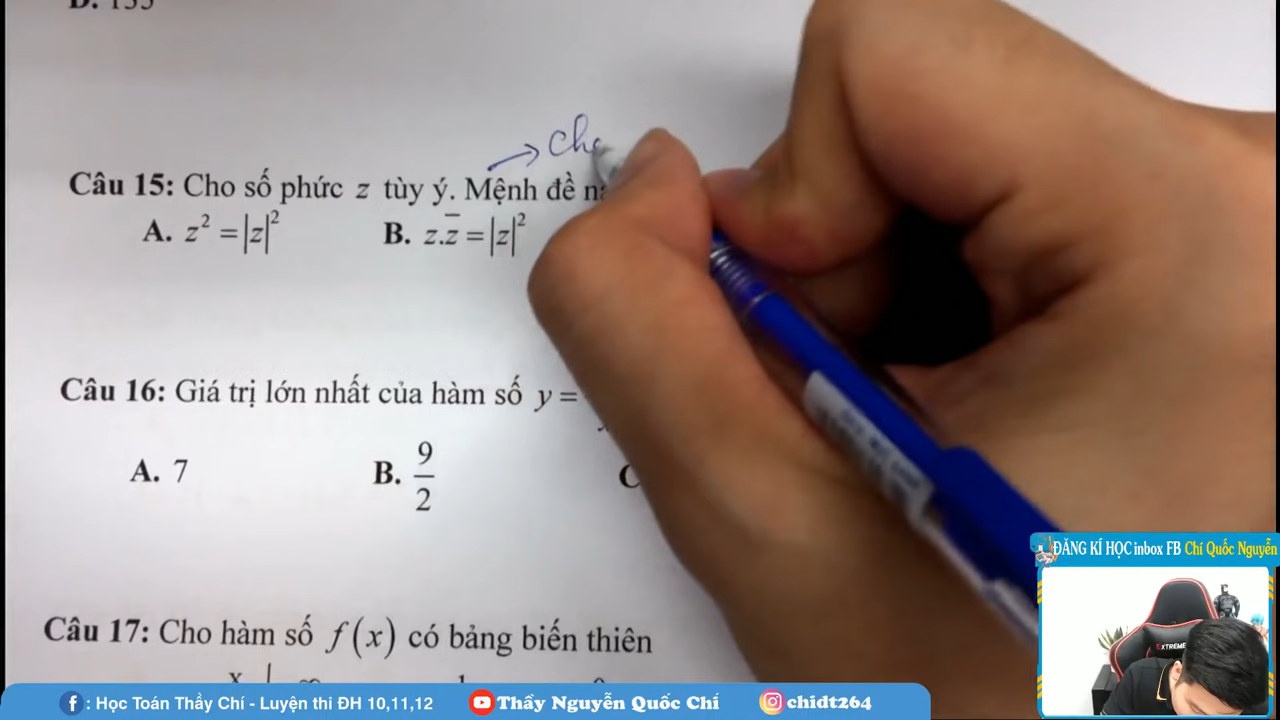 Câu 15: Cho số phức z tùy ý. Mệnh đề
A. z² = |z|² B. z.z̅ = |z|²
Câu 16: Giá trị lớn nhất của hàm số y =
A. 7 B. 9/2 C
Câu 17: Cho hàm số f(x) có bảng biến thiên
x
ĐĂNG KÍ HỌC inbox FB Chí Quốc Nguyễn
EXTREME
: Học Toán Thầy Chí - Luyện thi ĐH 10,11,12 Thầy Nguyễn Quốc Chí chidt264